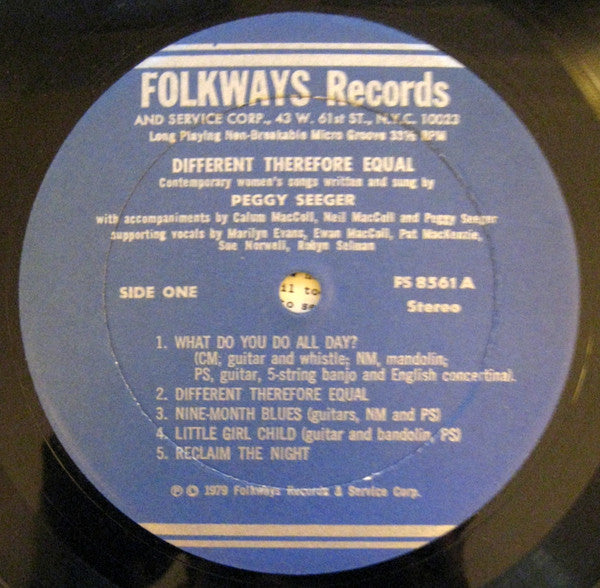 FOLKWAYS Records
AND SERVICE CORP., 43 W. 61st ST., N.Y.C. 10023
Long Playing Non-Breakable Micro Groove 33⅓ RPM
DIFFERENT THEREFORE EQUAL
Contemporary women's songs written and sung by
PEGGY SEEGER
with accompaniments by Calum MacColl, Neil MacColl and Peggy Seeger
supporting vocals by Marilyn Evans, Ewan MacColl, Pat MacKenzie,
Sue Norwell, Robyn Selman
SIDE ONE
FS 8561 A
Stereo
1. WHAT DO YOU DO ALL DAY?
(CM; guitar and whistle; NM, mandolin;
PS, guitar, 5-string banjo and English concertina).
2. DIFFERENT THEREFORE EQUAL
3. NINE-MONTH BLUES (guitars, NM and PS)
4. LITTLE GIRL CHILD (guitar and bandolin, PS)
5. RECLAIM THE NIGHT
℗ © 1979 Folkways Records & Service Corp.